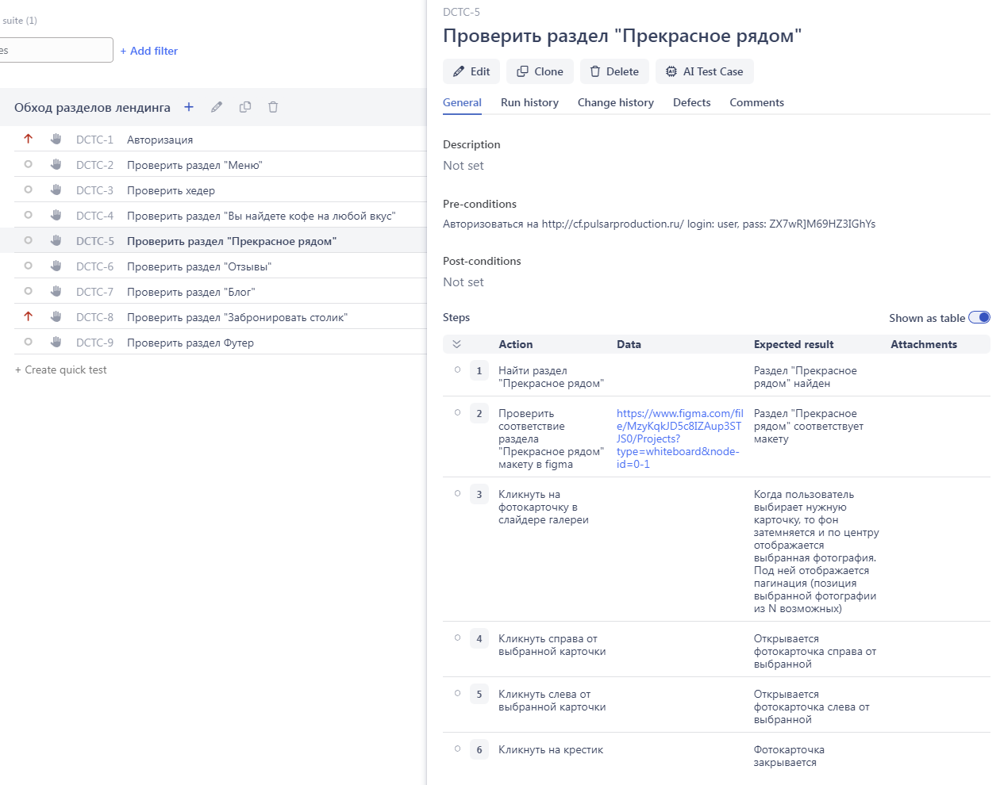 suite (1)
es
+ Add filter
Обход разделов лендинга
DCTC-1 Авторизация
DCTC-2 Проверить раздел "Меню"
DCTC-3 Проверить хедер
DCTC-4 Проверить раздел "Вы найдете кофе на любой вкус"
DCTC-5 Проверить раздел "Прекрасное рядом"
DCTC-6 Проверить раздел "Отзывы"
DCTC-7 Проверить раздел "Блог"
DCTC-8 Проверить раздел "Забронировать столик"
DCTC-9 Проверить раздел Футер
+ Create quick test
DCTC-5
Проверить раздел "Прекрасное рядом"
Edit Clone Delete AI Test Case
General Run history Change history Defects Comments
Description
Not set
Pre-conditions
Авторизоваться на http://cf.pulsarproduction.ru/ login: user, pass: ZX7wR]M69HZ3IGhYs
Post-conditions
Not set
Steps
Shown as table
Action Data Expected result Attachments
1
Найти раздел
"Прекрасное рядом"
Раздел "Прекрасное
рядом" найден
2
Проверить
соответствие
раздела
"Прекрасное рядом"
макету в figma
https://www.figma.com/fil
e/MzyKqkJD5c8IZAup3ST
JS0/Projects?
type=whiteboard&node-
id=0-1
Раздел "Прекрасное
рядом" соответствует
макету
3
Кликнуть на
фотокарточку в
слайдере галереи
Когда пользователь
выбирает нужную
карточку, то фон
затемняется и по центру
отображается
выбранная фотография.
Под ней отображается
пагинация (позиция
выбранной фотографии
из N возможных)
4
Кликнуть справа от
выбранной карточки
Открывается
фотокарточка справа от
выбранной
5
Кликнуть слева от
выбранной карточки
Открывается
фотокарточка слева от
выбранной
6
Кликнуть на крестик
Фотокарточка
закрывается